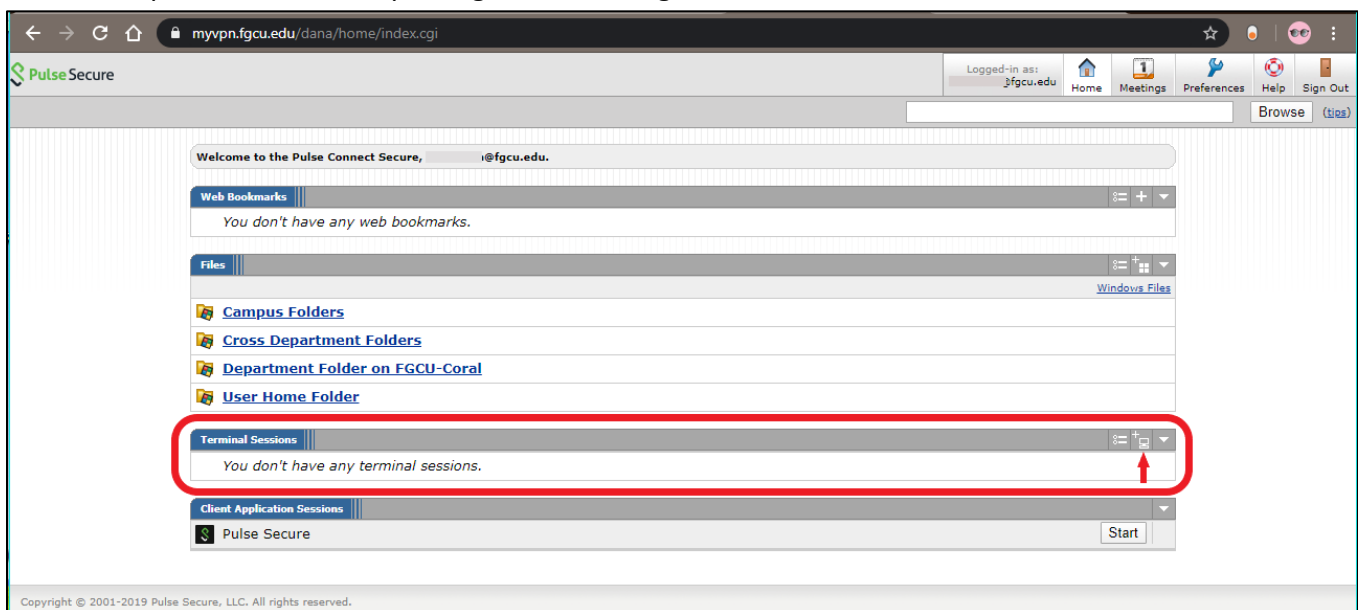 myvpn.fgcu.edu/dana/home/index.cgi
Pulse Secure
Logged-in as:
fgcu.edu
Home
1
Meetings
Preferences
Help
Sign Out
Browse
(tips)
Welcome to the Pulse Connect Secure, @fgcu.edu.
Web Bookmarks
You don't have any web bookmarks.
Files
Windows Files
Campus Folders
Cross Department Folders
Department Folder on FGCU-Coral
User Home Folder
Terminal Sessions
You don't have any terminal sessions.
Client Application Sessions
Pulse Secure
Start
Copyright © 2001-2019 Pulse Secure, LLC. All rights reserved.